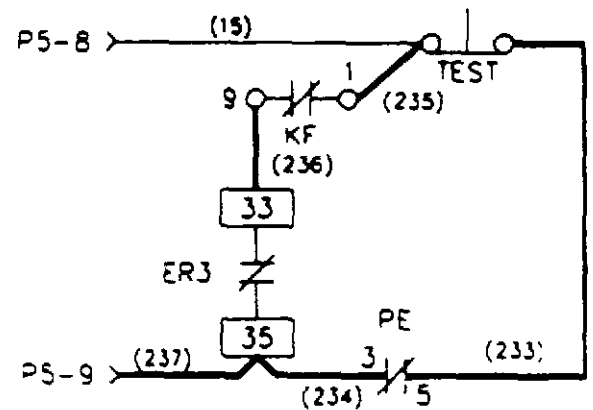 P5-8 (15)
TEST
9 1
KF
(235)
(236)
33
ER3
35
PE
P5-9 (237)
3 5
(233)
(234)